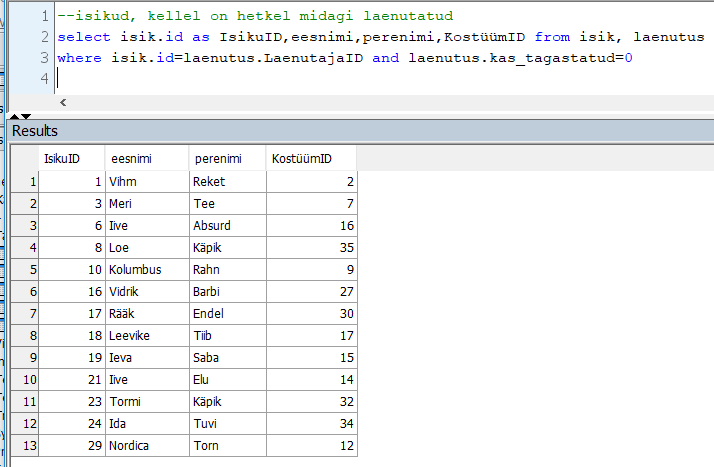 1 --isikud, kellel on hetkel midagi laenutatud
2 select isik.id as IsikuID,eesnimi,perenimi,KostüümID from isik, laenutus
3 where isik.id=laenutus.LaenutajaID and laenutus.kas_tagastatud=0
4
Results
IsikuID eesnimi perenimi KostüümID
1 1 Vihm Reket 2
2 3 Meri Tee 7
3 6 Iive Absurd 16
4 8 Loe Käpik 35
5 10 Kolumbus Rahn 9
6 16 Vidrik Barbi 27
7 17 Rääk Endel 30
8 18 Leevike Tiib 17
9 19 Ieva Saba 15
10 21 Iive Elu 14
11 23 Tormi Käpik 32
12 24 Ida Tuvi 34
13 29 Nordica Torn 12